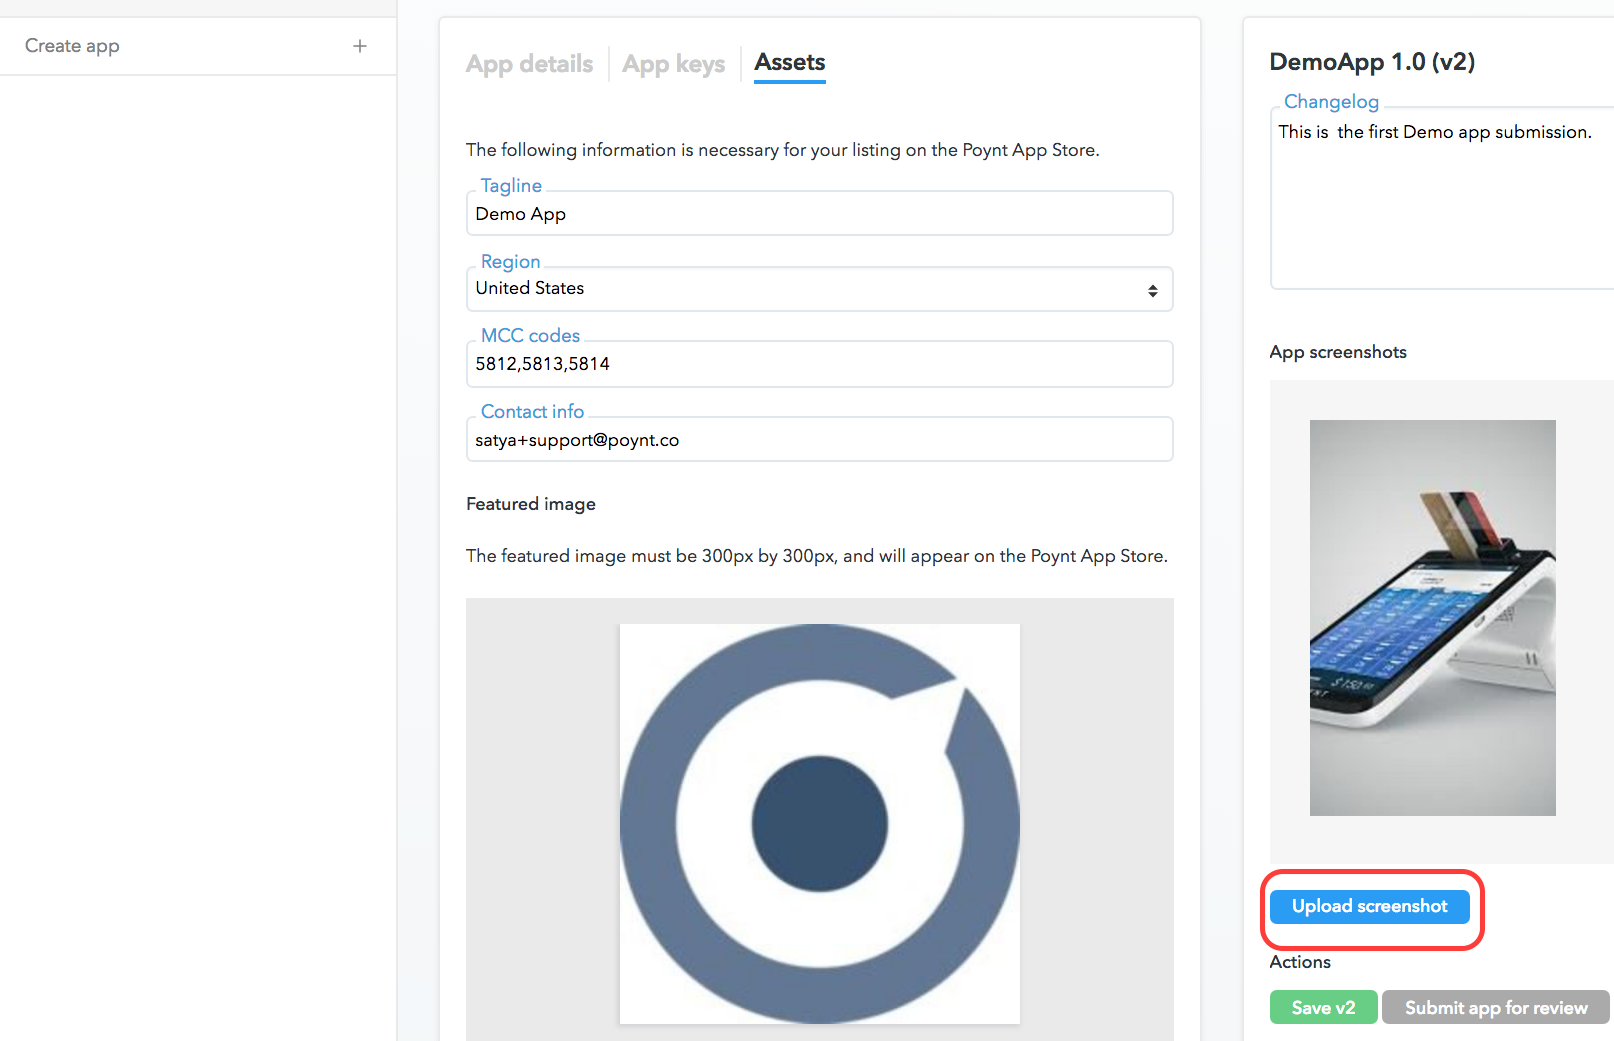 Create app +
App details
App keys
Assets
The following information is necessary for your listing on the Poynt App Store.
Tagline
Demo App
Region
United States
MCC codes
5812,5813,5814
Contact info
satya+support@poynt.co
Featured image
The featured image must be 300px by 300px, and will appear on the Poynt App Store.
DemoApp 1.0 (v2)
Changelog
This is  the first Demo app submission.
App screenshots
Upload screenshot
Actions
Save v2
Submit app for review